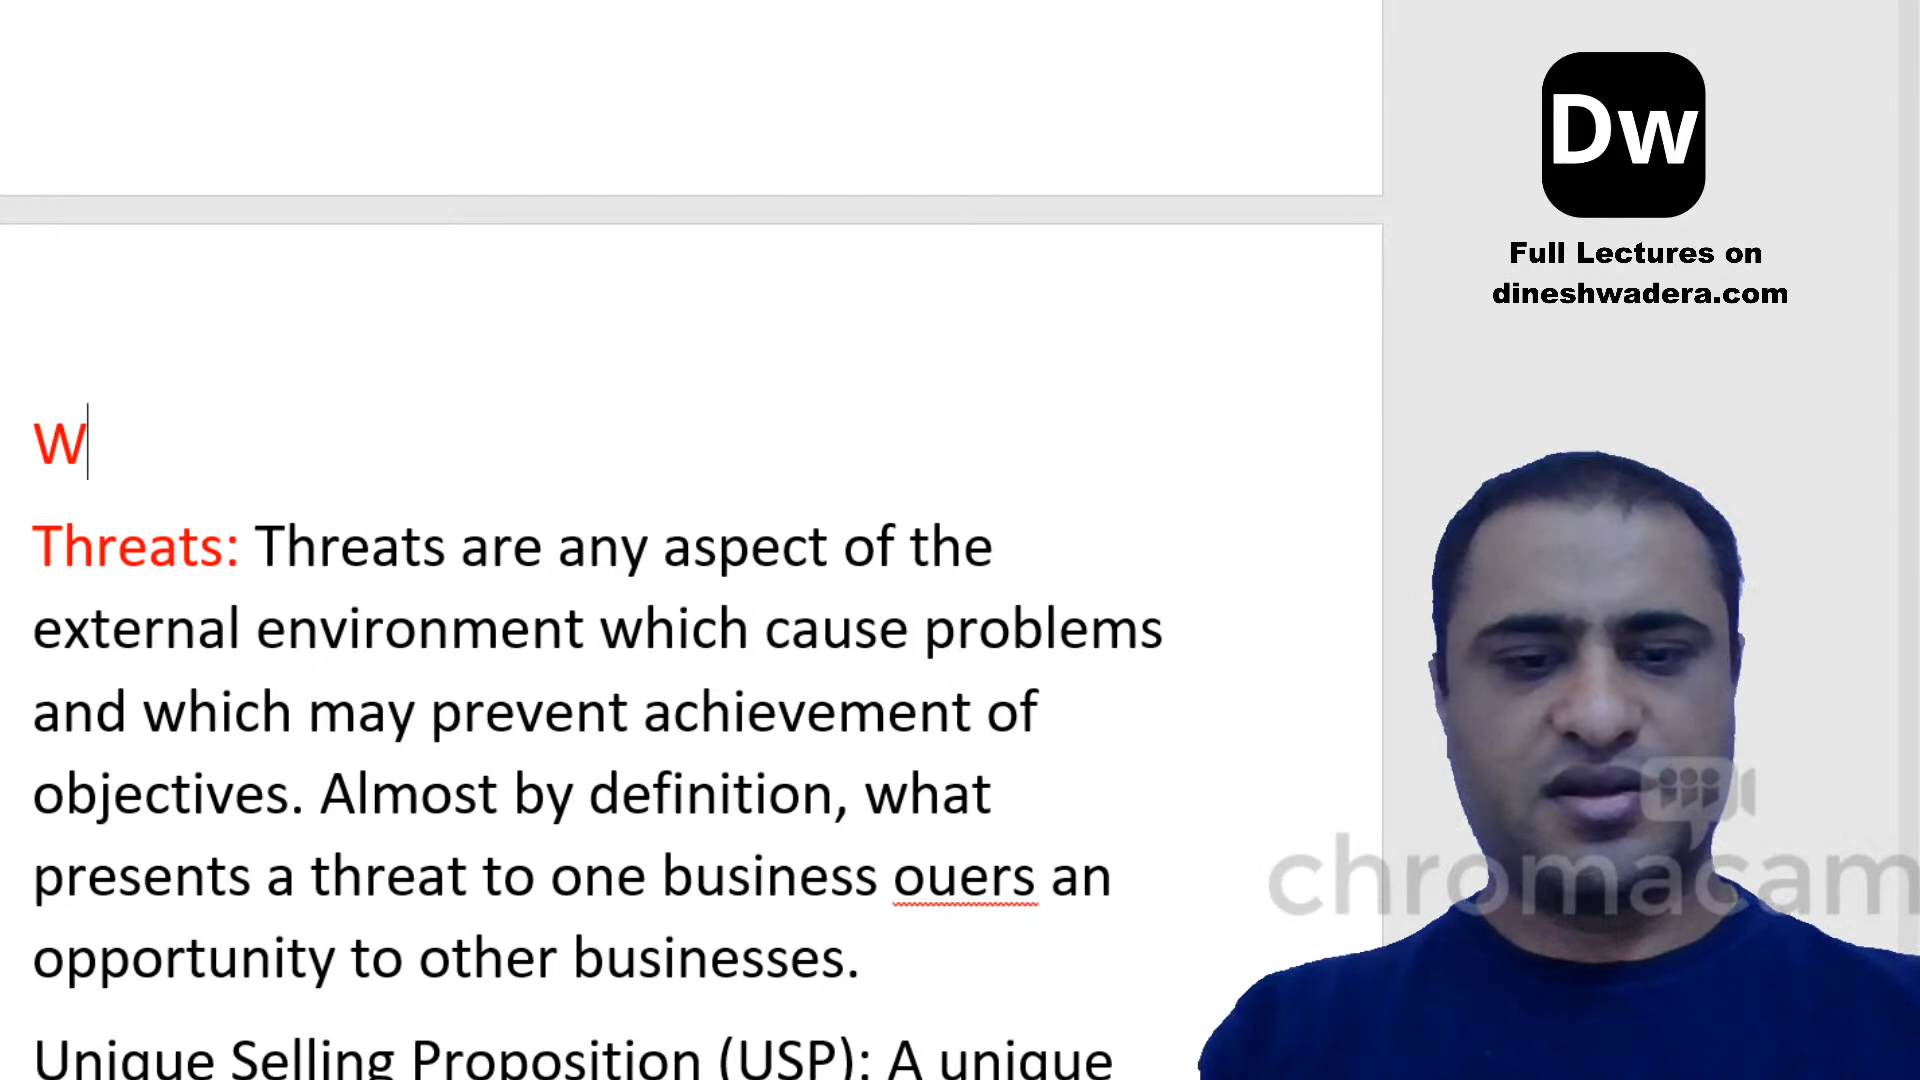 Dw
Full Lectures on
dineshwadera.com
W
Threats: Threats are any aspect of the
external environment which cause problems
and which may prevent achievement of
objectives. Almost by definition, what
presents a threat to one business ouers an
opportunity to other businesses.
Unique Selling Proposition (USP): A unique
chromacam